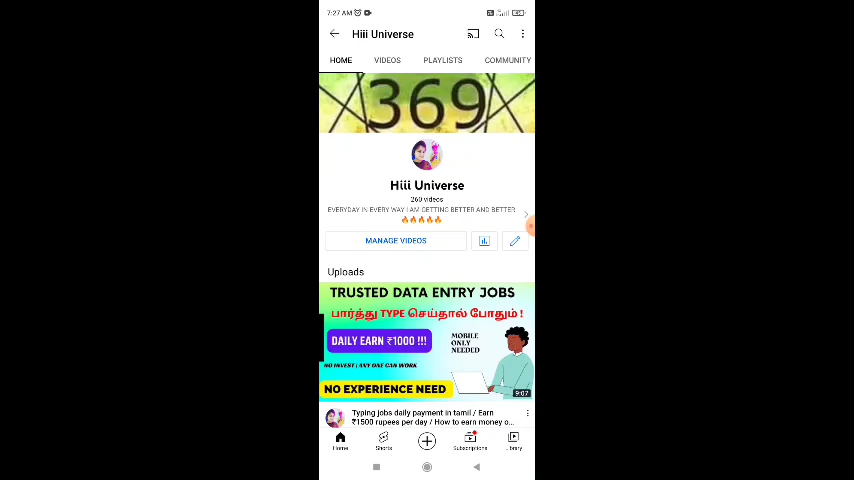 7:27 AM
Hiii Universe
HOME VIDEOS PLAYLISTS COMMUNITY
369
Hiii Universe
260 videos
EVERYDAY IN EVERY WAY I AM GETTING BETTER AND BETTER
🔥🔥🔥🔥🔥
MANAGE VIDEOS
Uploads
TRUSTED DATA ENTRY JOBS
பார்த்து TYPE செய்தால் போதும் !
DAILY EARN ₹1000 !!!
MOBILE
ONLY
NEEDED
NO INVEST | ANY ONE CAN WORK
NO EXPERIENCE NEED
9:07
Typing jobs daily payment in tamil / Earn
₹1500 rupees per day / How to earn money o...
Home Shorts Subscriptions Library